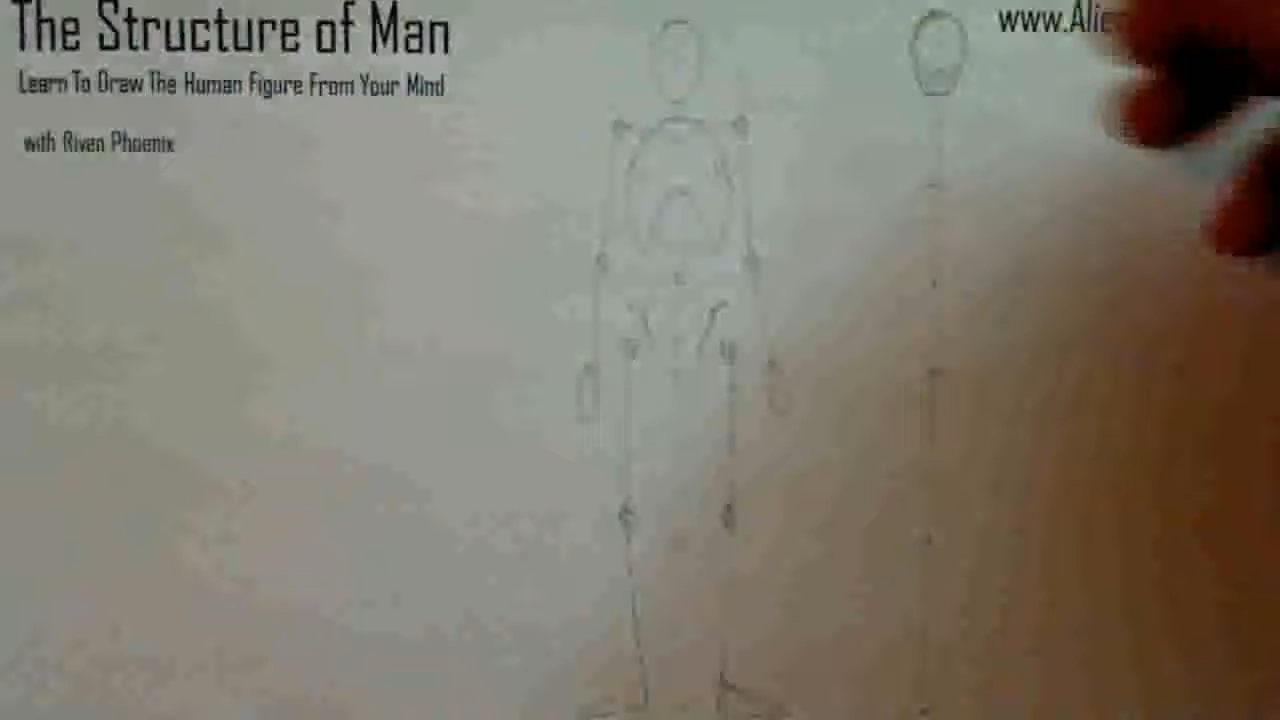 The Structure of Man
Learn To Draw The Human Figure From Your Mind
with Riven Phoenix